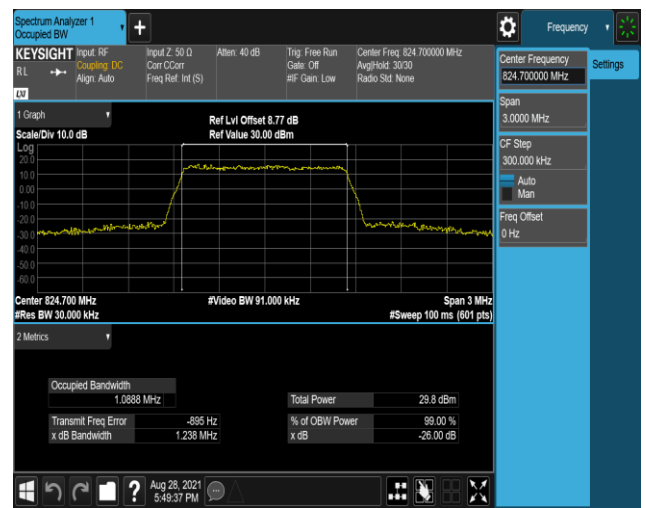 Spectrum Analyzer 1
Occupied BW
+
Frequency
KEYSIGHT
RL
LXI
Input: RF
Coupling: DC
Align: Auto
Input Z: 50 Ω
Corr CCorr
Freq Ref: Int (S)
Atten: 40 dB
Trig: Free Run
Gate: Off
#IF Gain: Low
Center Freq: 824.700000 MHz
Avg|Hold: 30/30
Radio Std: None
Center Frequency
824.700000 MHz
Settings
Span
3.0000 MHz
CF Step
300.000 kHz
Auto
Man
Freq Offset
0 Hz
1 Graph
Scale/Div 10.0 dB
Ref Lvl Offset 8.77 dB
Ref Value 30.00 dBm
Log
20.0
10.0
0.00
-10.0
-20.0
-30.0
-40.0
-50.0
-60.0
Center 824.700 MHz
#Video BW 91.000 kHz
Span 3 MHz
#Res BW 30.000 kHz
#Sweep 100 ms (601 pts)
2 Metrics
Occupied Bandwidth
1.0888 MHz
Total Power 29.8 dBm
Transmit Freq Error -895 Hz
% of OBW Power 99.00 %
x dB Bandwidth 1.238 MHz
x dB -26.00 dB
?
Aug 28, 2021
5:49:37 PM